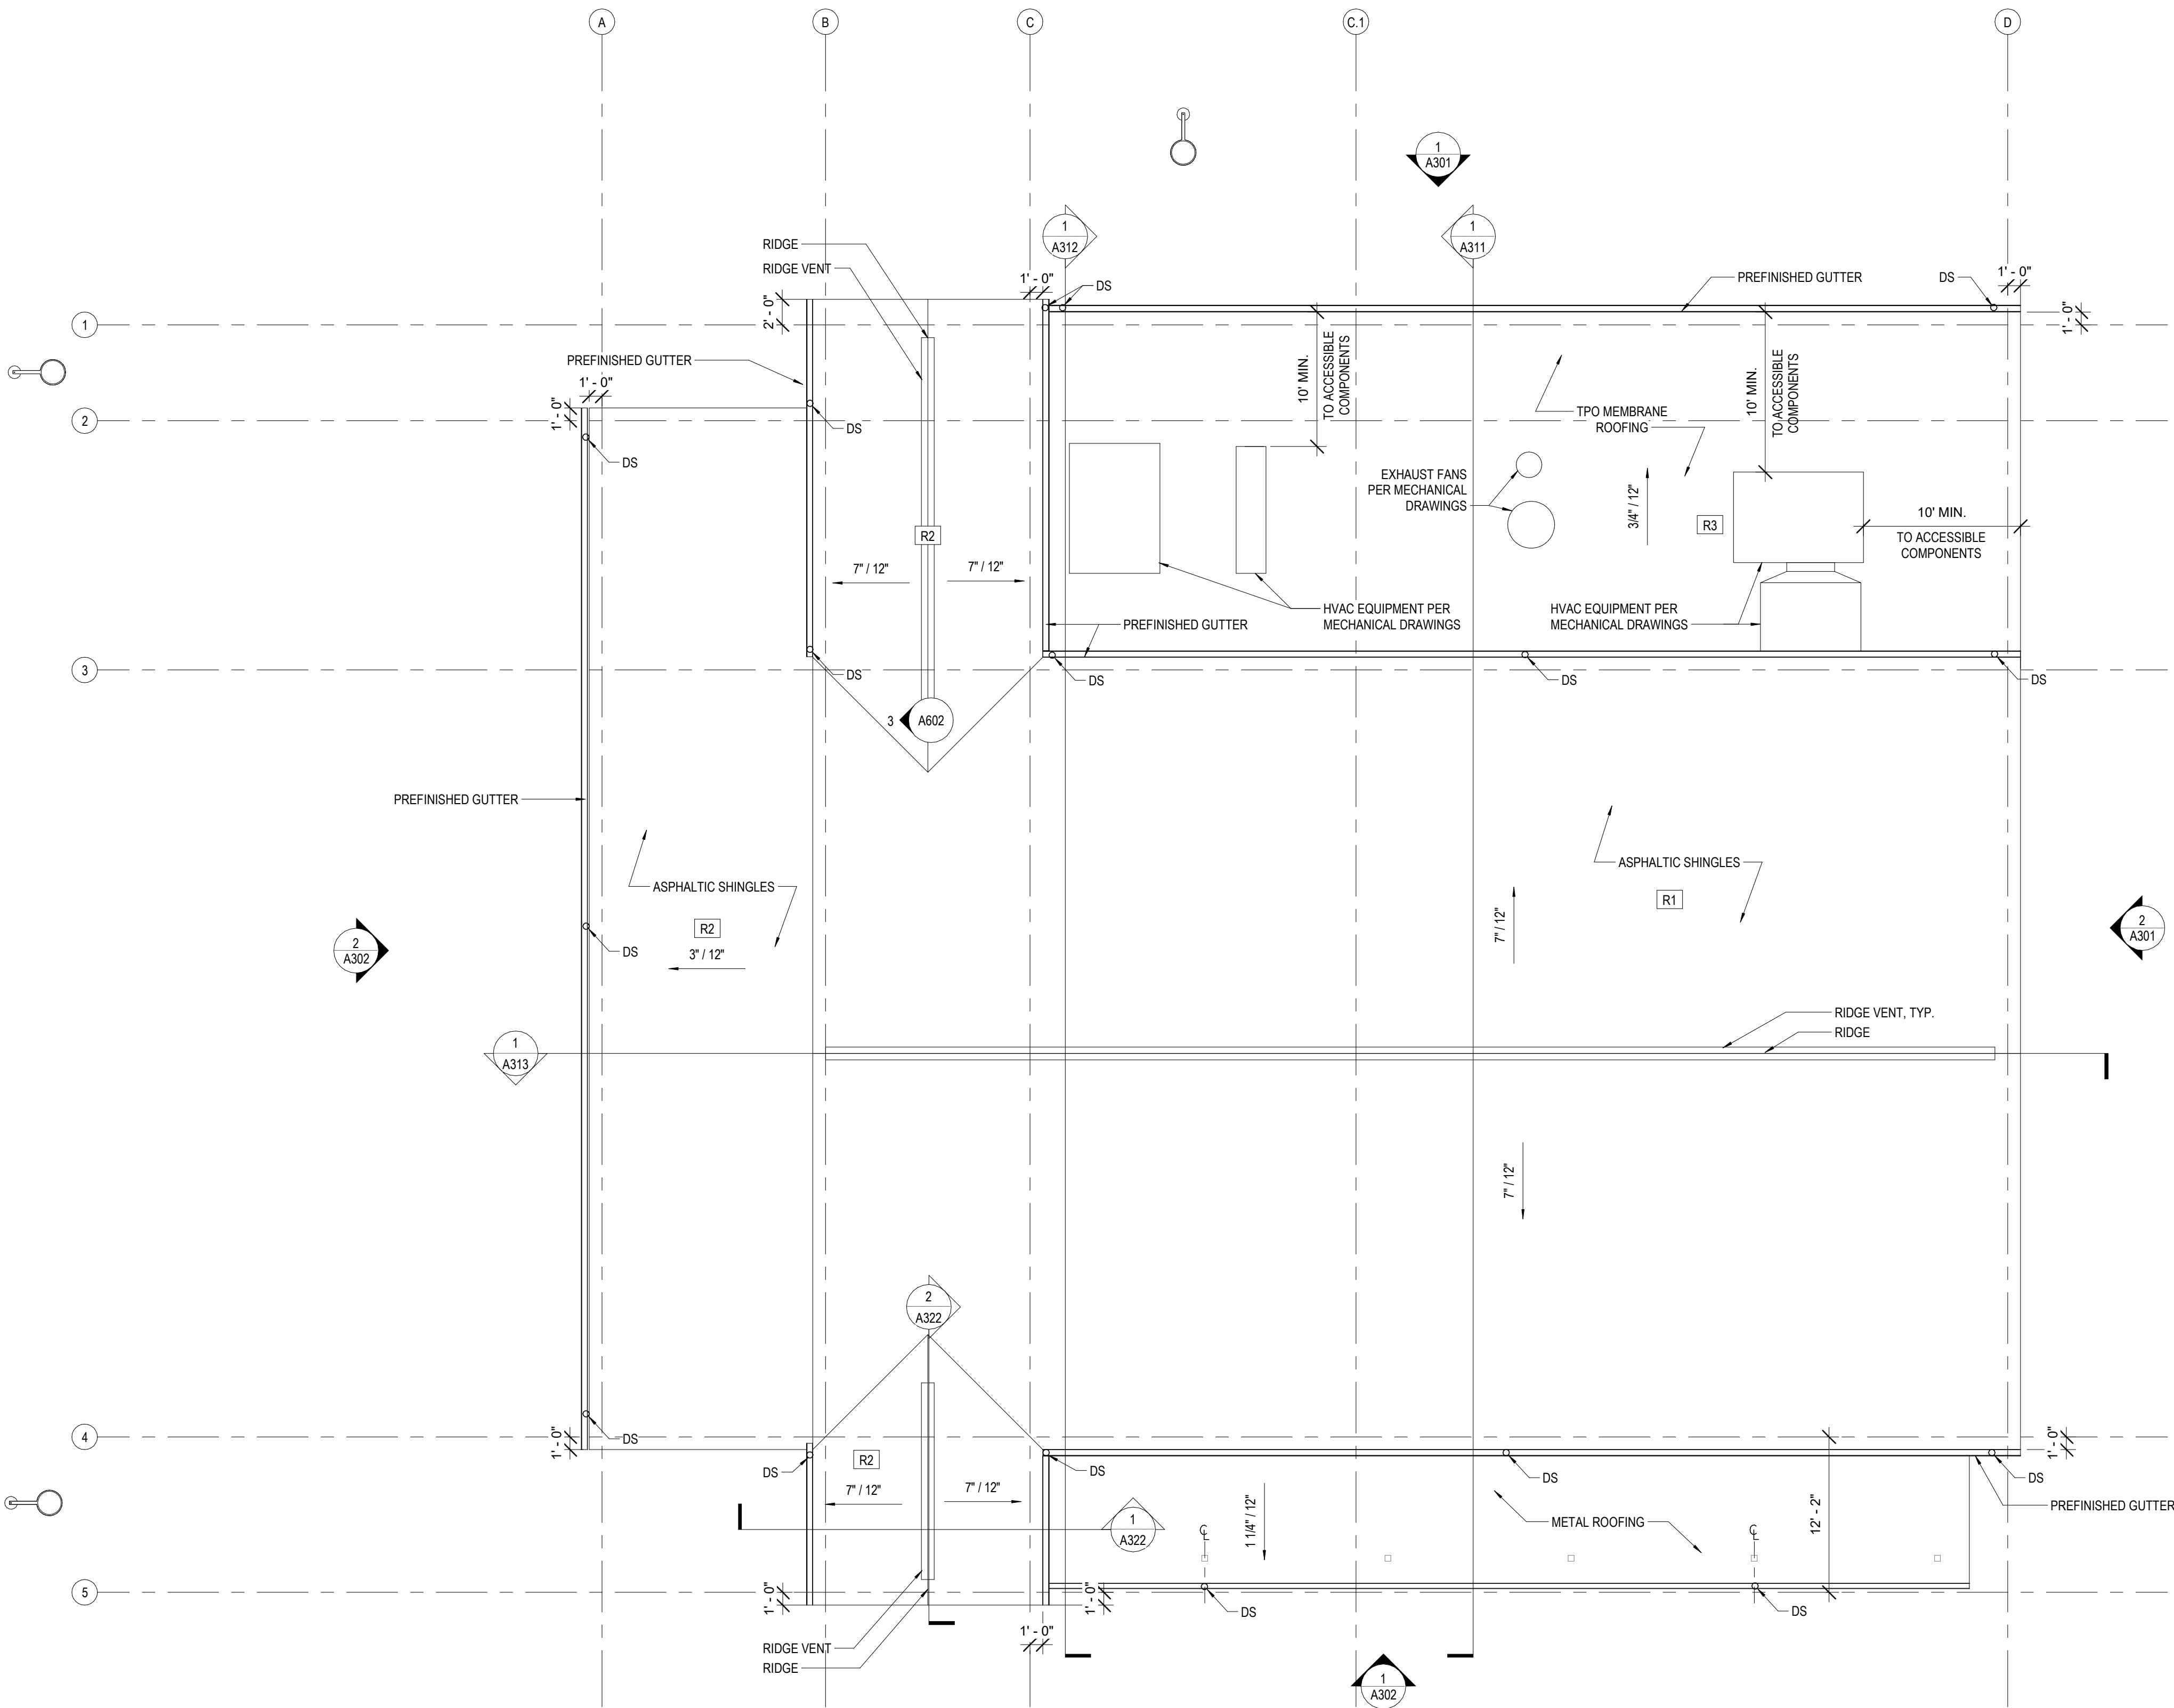 A
B
C
C.1
D
1
A301
1
A312
1
A311
RIDGE
RIDGE VENT
1' - 0"
DS
PREFINISHED GUTTER
DS
1' - 0"
2' - 0"
1
1' - 0"
PREFINISHED GUTTER
1' - 0"
10' MIN.
TO ACCESSIBLE
COMPONENTS
10' MIN.
TO ACCESSIBLE
COMPONENTS
2
1' - 0"
DS
TPO MEMBRANE
ROOFING
DS
EXHAUST FANS
PER MECHANICAL
DRAWINGS
3/4" / 12"
R3
10' MIN.
TO ACCESSIBLE
COMPONENTS
R2
7" / 12"
7" / 12"
HVAC EQUIPMENT PER
MECHANICAL DRAWINGS
HVAC EQUIPMENT PER
MECHANICAL DRAWINGS
PREFINISHED GUTTER
3
DS
DS
DS
DS
3
A602
PREFINISHED GUTTER
ASPHALTIC SHINGLES
ASPHALTIC SHINGLES
R1
R2
7" / 12"
2
A302
DS
3" / 12"
2
A301
RIDGE VENT, TYP.
RIDGE
1
A313
7" / 12"
2
A322
4
1' - 0"
DS
1' - 0"
R2
DS
DS
DS
DS
7" / 12"
7" / 12"
PREFINISHED GUTTER
1
A322
1 1/4" / 12"
METAL ROOFING
12' - 2"
CL
CL
5
1' - 0"
1' - 0"
DS
DS
1' - 0"
RIDGE VENT
RIDGE
1
A302